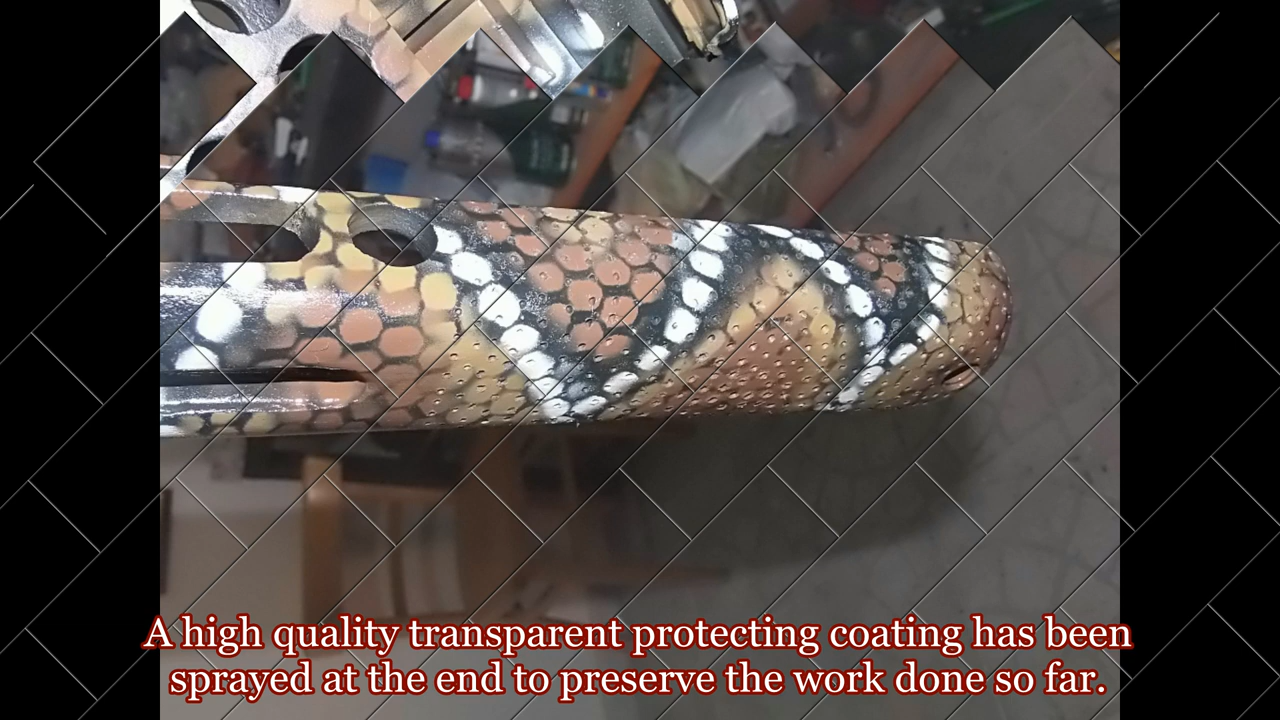 A high quality transparent protecting coating has been
sprayed at the end to preserve the work done so far.